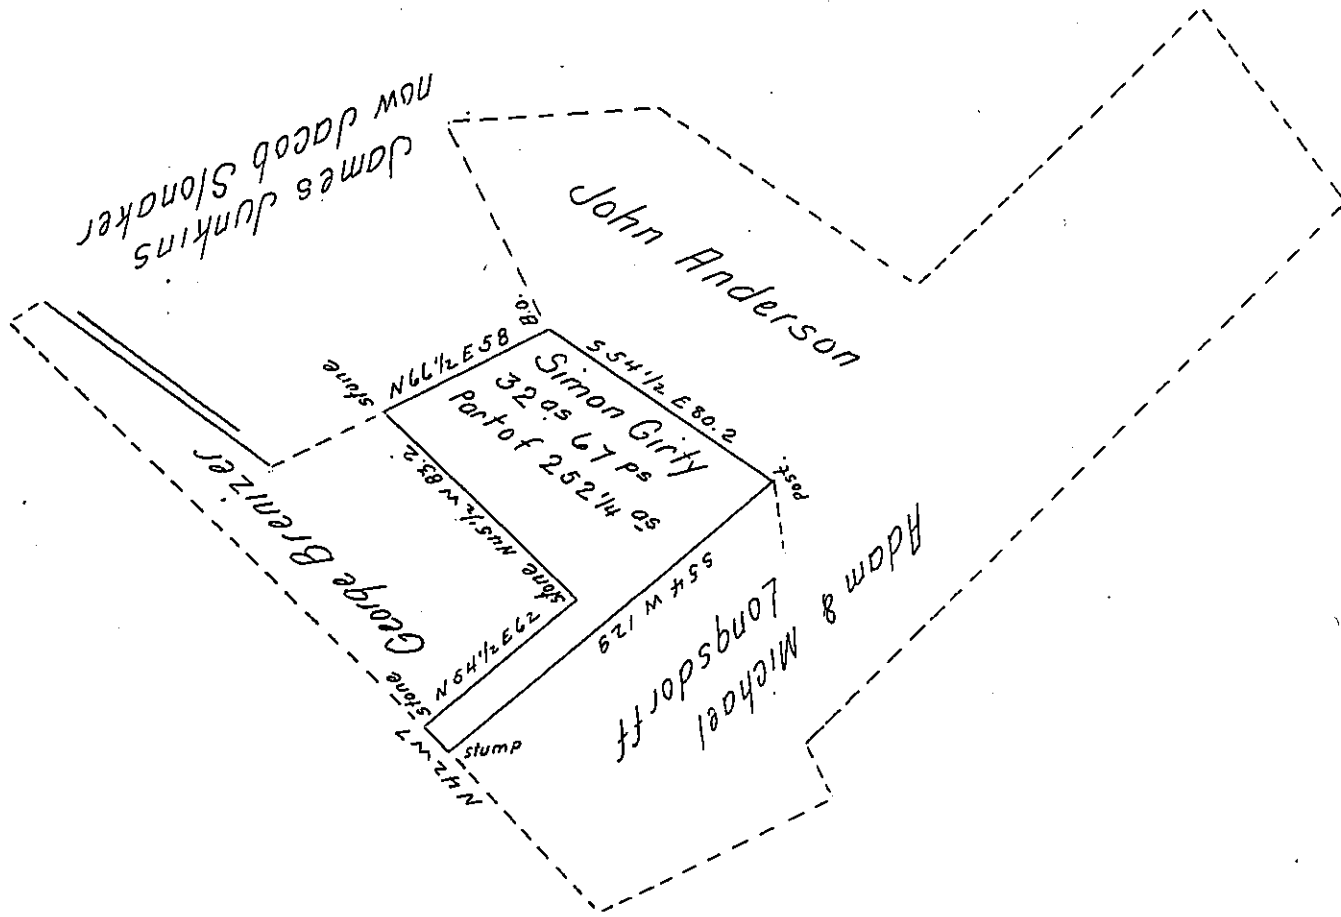 James Junkins
now Jacob Slonaker
John Anderson
B.O.
N 66 1/2 E 58
stone
S 54 1/2 E 80.2
Simon Girty
32 as 67 ps
Part of 252 1/4 as
post.
N 45 1/2 W 83.2
stone
George Brenizer
N 49 1/2 E 62
stone
S 54 W 129
N 42 W 7
stump
Adam &
Michael
Longsdorff